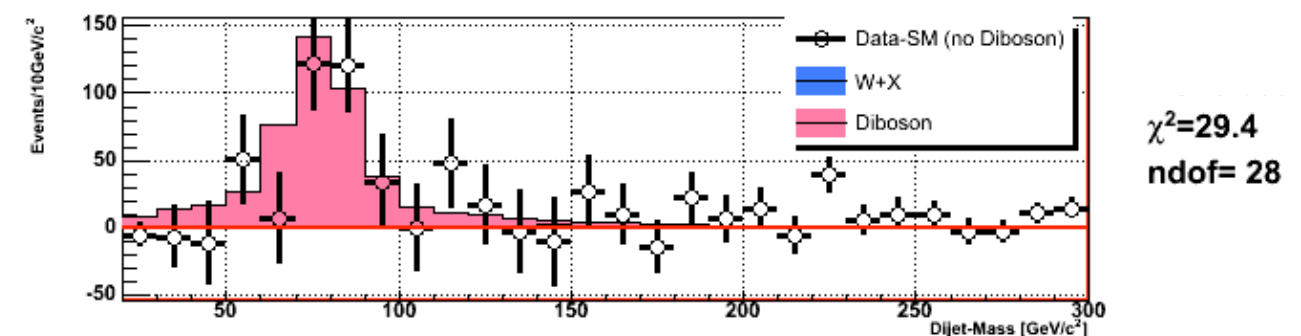 Events/10GeV/c²
150
100
50
0
-50
Data-SM (no Diboson)
W+X
Diboson
50
100
150
200
250
300
Dijet-Mass [GeV/c²]
χ²=29.4
ndof= 28